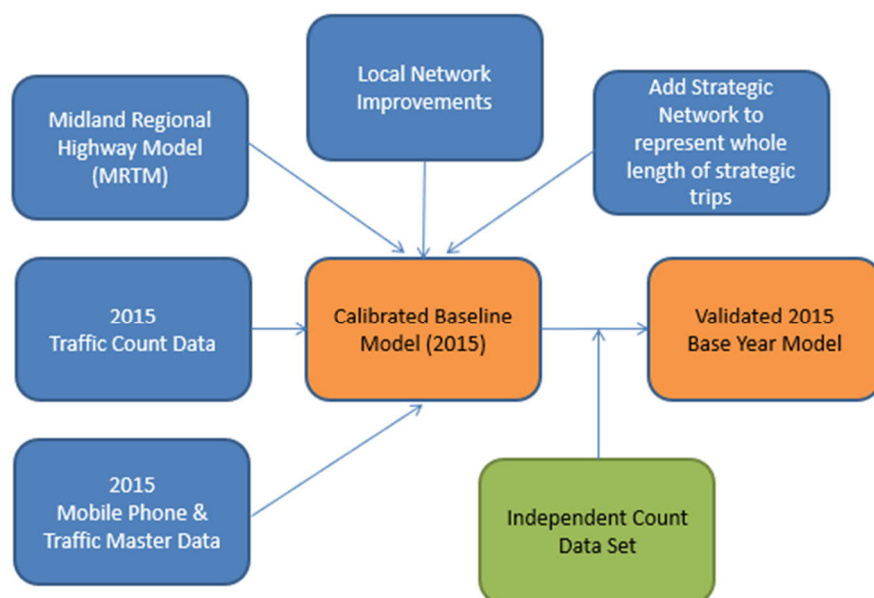 Local Network
Improvements
Midland Regional
Highway Model
(MRTM)
Add Strategic
Network to
represent whole
length of strategic
trips
2015
Traffic Count Data
Calibrated Baseline
Model (2015)
Validated 2015
Base Year Model
2015
Mobile Phone &
Traffic Master Data
Independent Count
Data Set